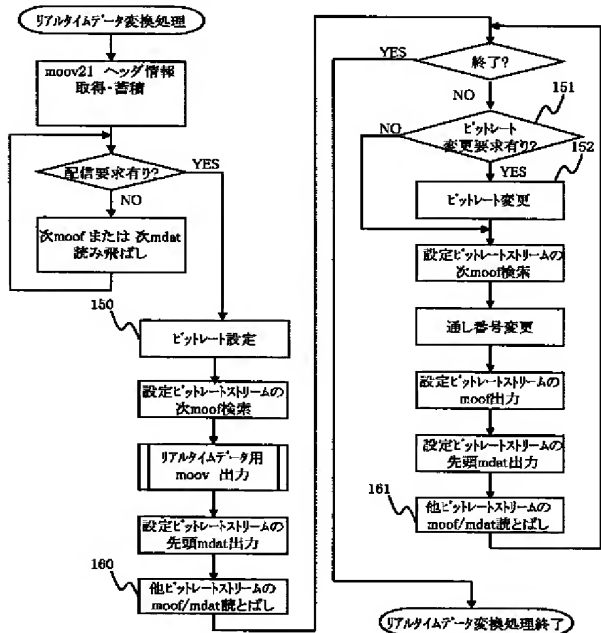 リアルタイムデータ変換処理
moov21 ヘッダ情報
取得・蓄積
配信要求有り?
YES
NO
次moof または 次mdat
読み飛ばし
150
ビットレート設定
設定ビットレートストリームの
次moof検索
リアルタイムデータ用
moov 出力
設定ビットレートストリームの
先頭mdat出力
160
他ビットレートストリームの
moof/mdat読とばし
終了?
YES
NO
151
ビットレート
変更要求有り?
NO
YES
152
ビットレート変更
設定ビットレートストリームの
次moof検索
通し番号変更
設定ビットレートストリームの
moof出力
設定ビットレートストリームの
先頭mdat出力
161
他ビットレートストリームの
moof/mdat読とばし
リアルタイムデータ変換処理終了